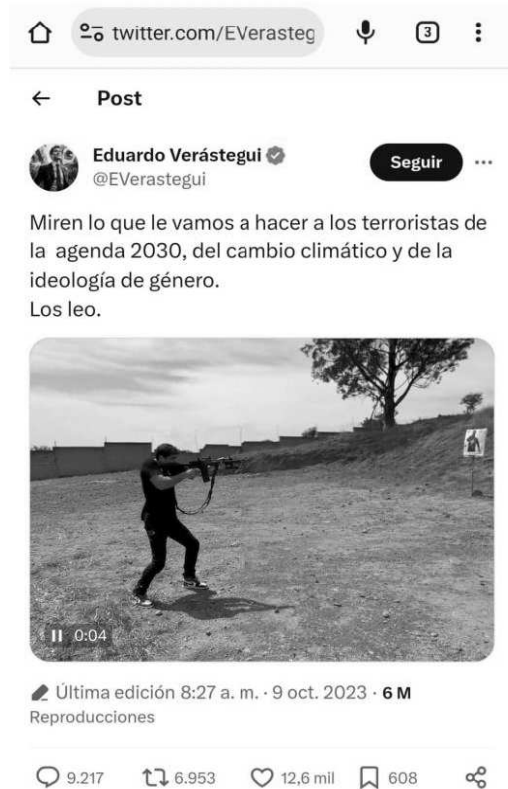 twitter.com/EVerasteg
3
Post
Eduardo Verástegui
@EVerastegui
Seguir
Miren lo que le vamos a hacer a los terroristas de
la agenda 2030, del cambio climático y de la
ideología de género.
Los leo.
0:04
Última edición 8:27 a. m. · 9 oct. 2023 · 6 M
Reproducciones
9.217 6.953 12,6 mil 608